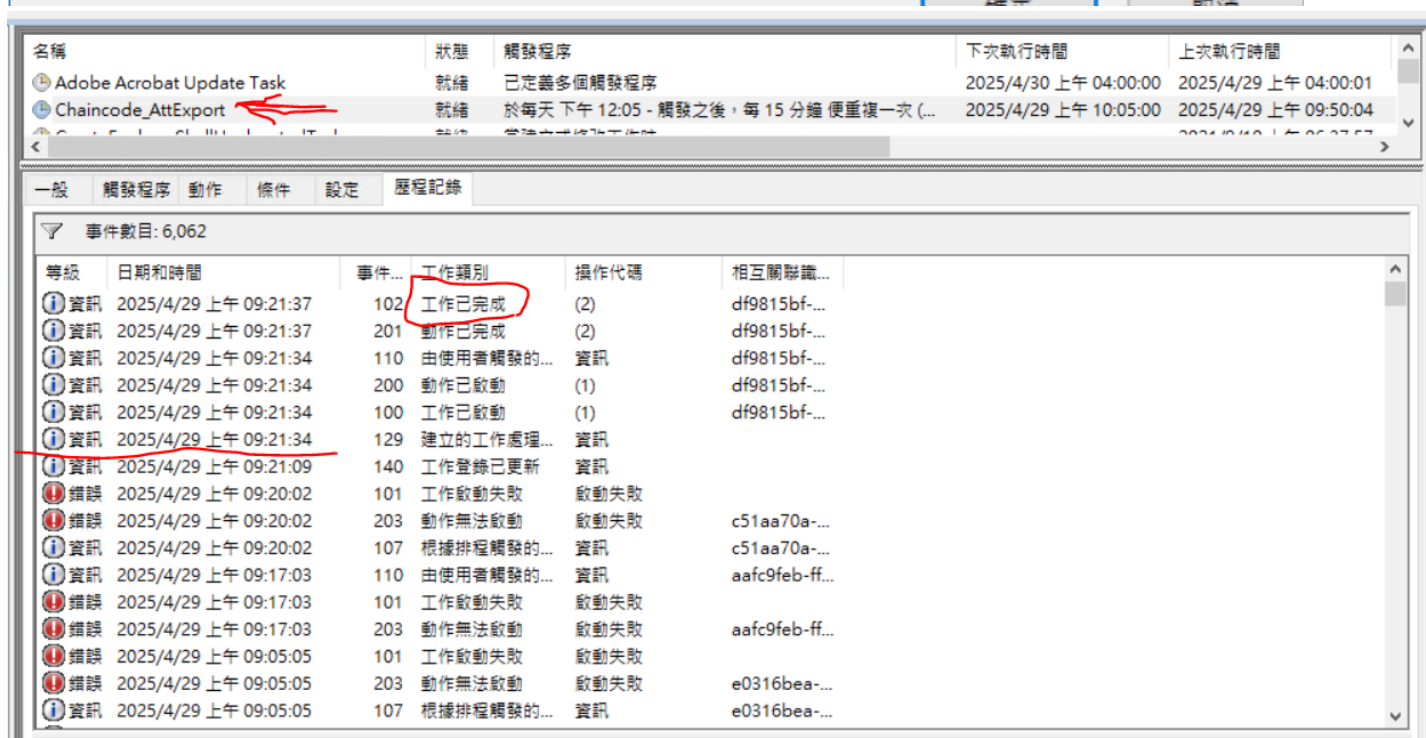 名稱 狀態 觸發程序 下次執行時間 上次執行時間
Adobe Acrobat Update Task 就緒 已定義多個觸發程序 2025/4/30 上午 04:00:00 2025/4/29 上午 04:00:01
Chaincode_AttExport 就緒 於每天 下午 12:05 - 觸發之後，每 15 分鐘 便重複一次 (... 2025/4/29 上午 10:05:00 2025/4/29 上午 09:50:04
一般 觸發程序 動作 條件 設定 歷程記錄
事件數目: 6,062
等級 日期和時間 事件... 工作類別 操作代碼 相互關聯識...
資訊 2025/4/29 上午 09:21:37 102 工作已完成 (2) df9815bf-...
資訊 2025/4/29 上午 09:21:37 201 動作已完成 (2) df9815bf-...
資訊 2025/4/29 上午 09:21:34 110 由使用者觸發的... 資訊 df9815bf-...
資訊 2025/4/29 上午 09:21:34 200 動作已啟動 (1) df9815bf-...
資訊 2025/4/29 上午 09:21:34 100 工作已啟動 (1) df9815bf-...
資訊 2025/4/29 上午 09:21:34 129 建立的工作處理... 資訊
資訊 2025/4/29 上午 09:21:09 140 工作登錄已更新 資訊
錯誤 2025/4/29 上午 09:20:02 101 工作啟動失敗 啟動失敗
錯誤 2025/4/29 上午 09:20:02 203 動作無法啟動 啟動失敗 c51aa70a-...
資訊 2025/4/29 上午 09:20:02 107 根據排程觸發的... 資訊 c51aa70a-...
資訊 2025/4/29 上午 09:17:03 110 由使用者觸發的... 資訊 aafc9feb-ff...
錯誤 2025/4/29 上午 09:17:03 101 工作啟動失敗 啟動失敗
錯誤 2025/4/29 上午 09:17:03 203 動作無法啟動 啟動失敗 aafc9feb-ff...
錯誤 2025/4/29 上午 09:05:05 101 工作啟動失敗 啟動失敗
錯誤 2025/4/29 上午 09:05:05 203 動作無法啟動 啟動失敗 e0316bea-...
資訊 2025/4/29 上午 09:05:05 107 根據排程觸發的... 資訊 e0316bea-...